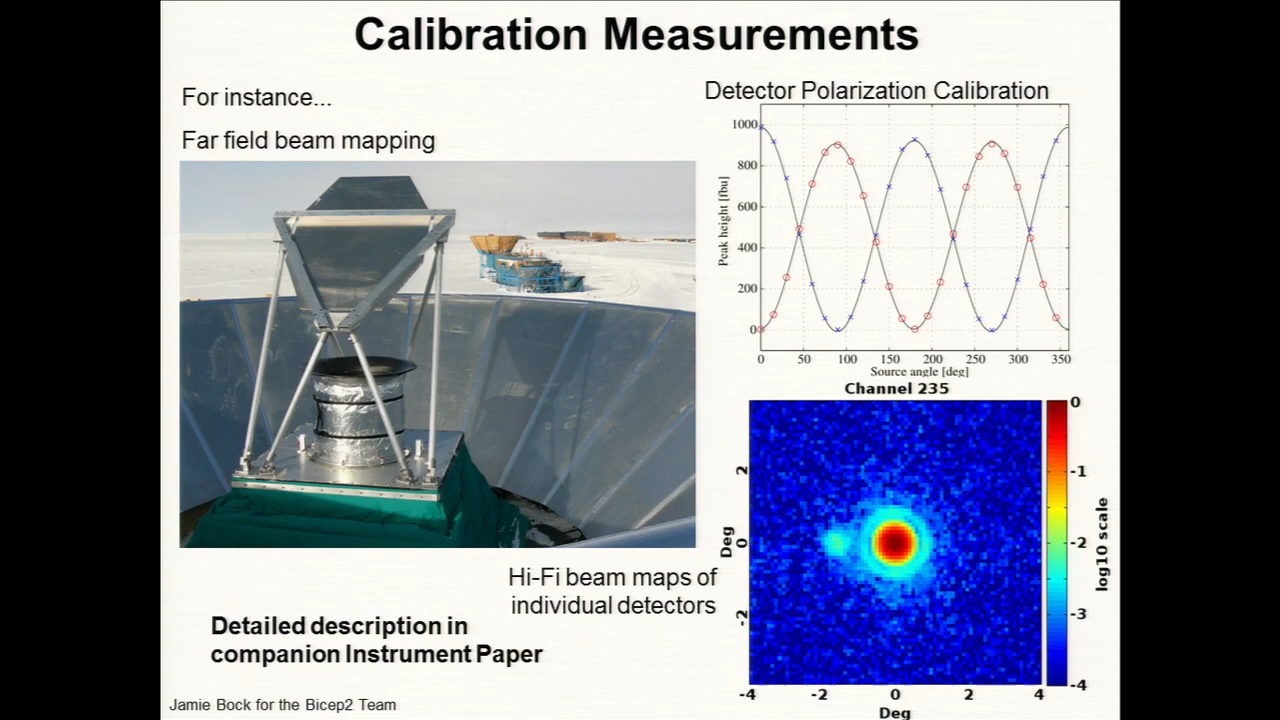 Calibration Measurements
For instance...
Far field beam mapping
Detector Polarization Calibration
1000
800
600
400
200
0
Peak height [fbu]
0 50 100 150 200 250 300 350
Source angle [deg]
Channel 235
2
0
-2
Deg
-4 -2 0 2 4
Deg
0
-1
-2
-3
-4
log10 scale
Hi-Fi beam maps of
individual detectors
Detailed description in
companion Instrument Paper
Jamie Bock for the Bicep2 Team